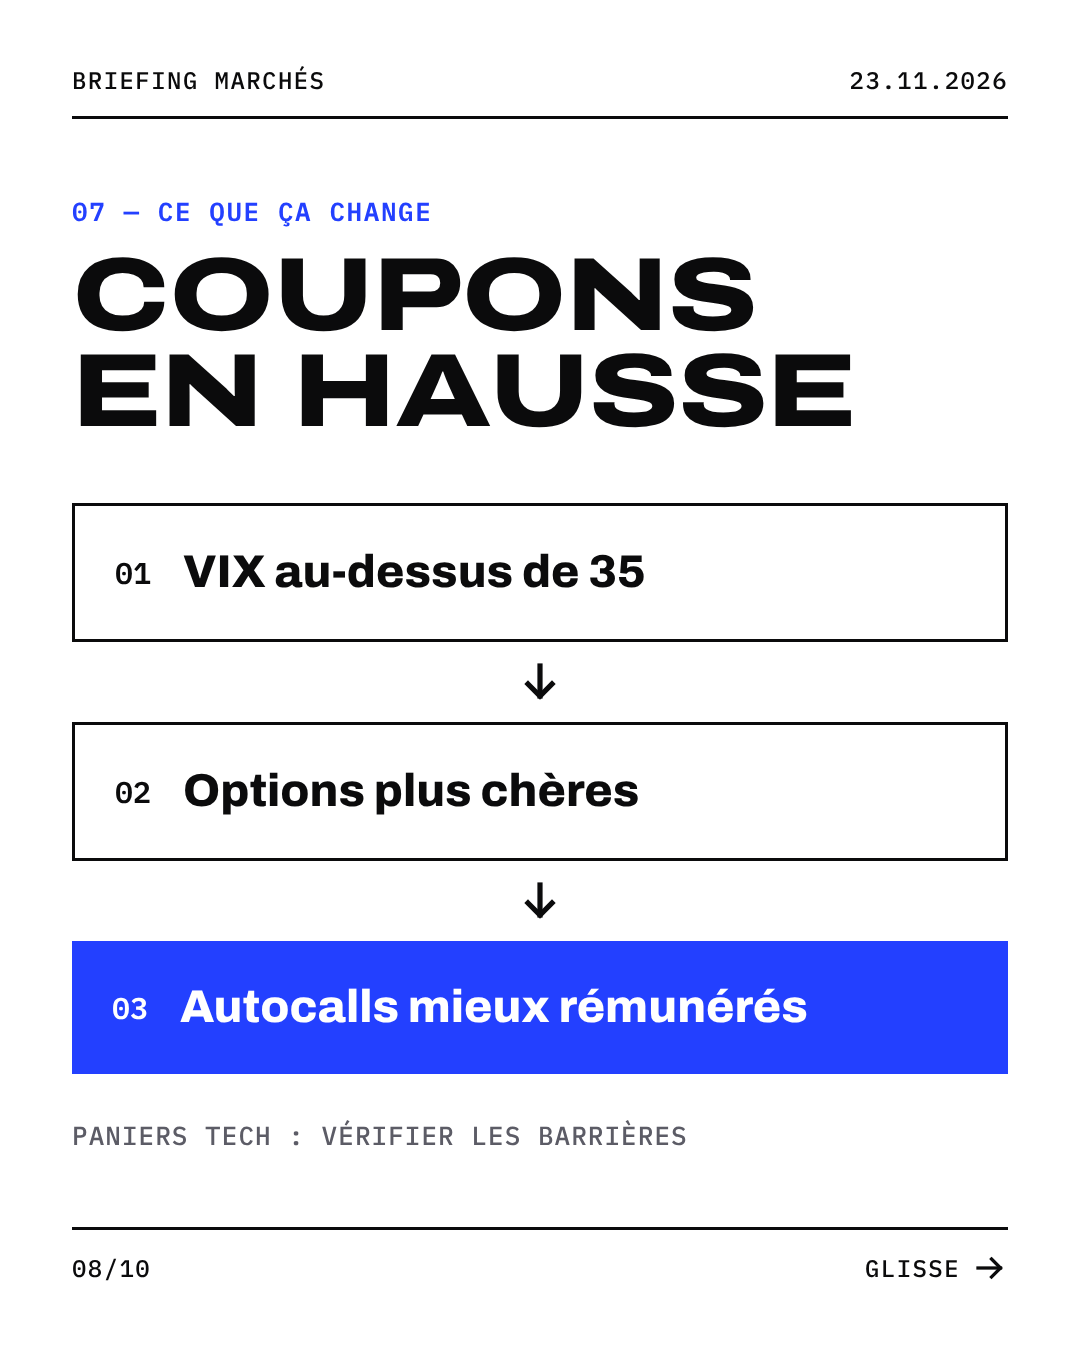 BRIEFING MARCHÉS 23.11.2026
07 — CE QUE ÇA CHANGE
COUPONS
EN HAUSSE
01 VIX au-dessus de 35
↓
02 Options plus chères
↓
03 Autocalls mieux rémunérés
PANIERS TECH : VÉRIFIER LES BARRIÈRES
08/10 GLISSE →